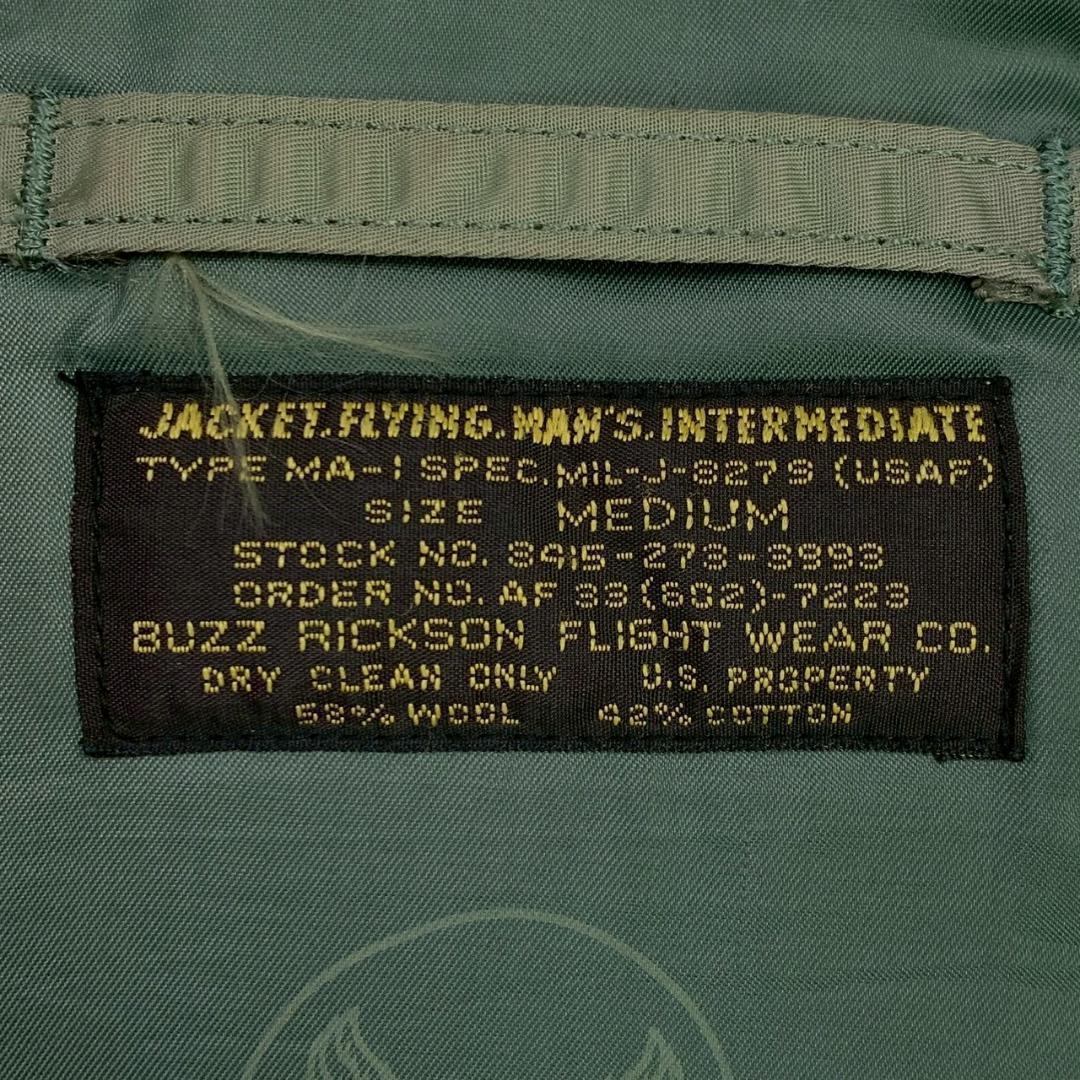 JACKET.FLYING.MAN'S.INTERMEDIATE
TYPE MA-1 SPEC. MIL-J-8279 (USAF)
SIZE MEDIUM
STOCK NO. 8415-273-3993
ORDER NO. AF 33(602)-7223
BUZZ RICKSON FLIGHT WEAR CO.
DRY CLEAN ONLY U.S. PROPERTY
58% WOOL 42% COTTON